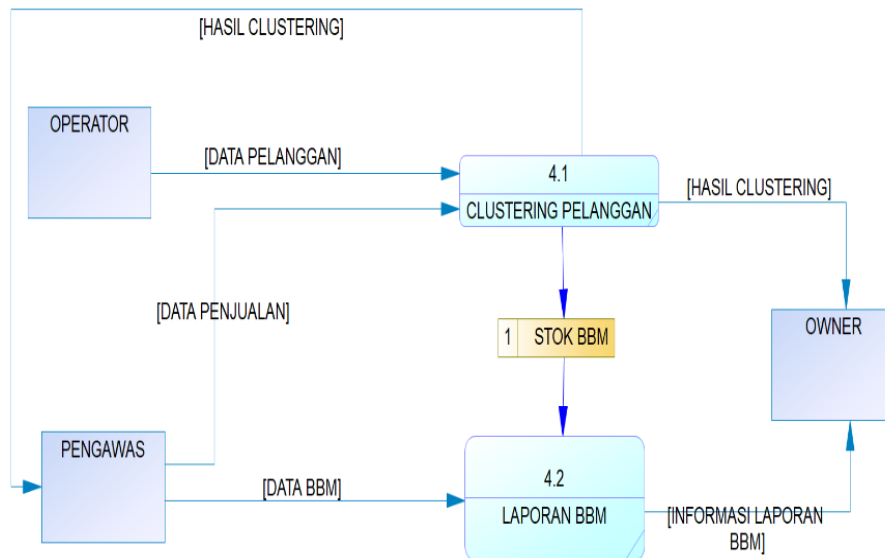 [HASIL CLUSTERING]
OPERATOR
[DATA PELANGGAN]
4.1
CLUSTERING PELANGGAN
[HASIL CLUSTERING]
[DATA PENJUALAN]
1 STOK BBM
OWNER
PENGAWAS
[DATA BBM]
4.2
LAPORAN BBM
[INFORMASI LAPORAN
BBM]